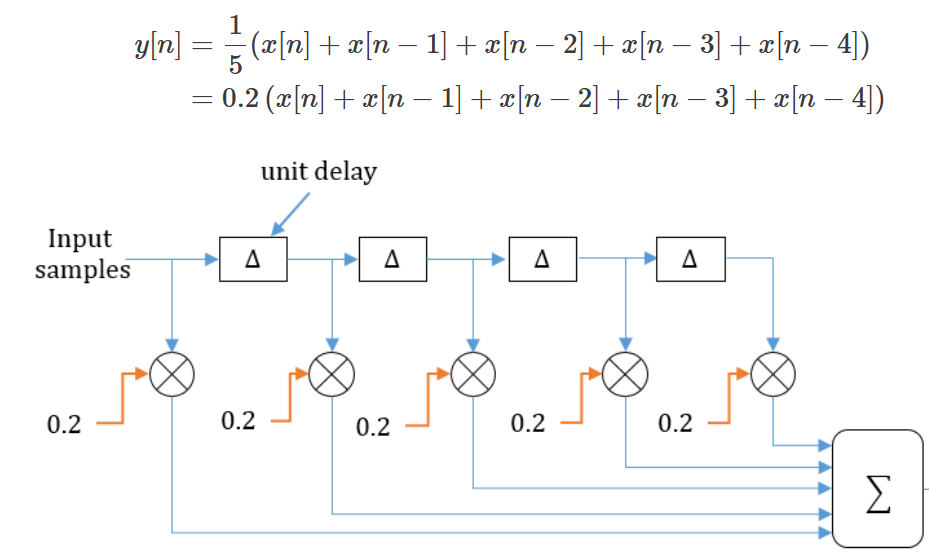 y[n] = 1/5 (x[n] + x[n − 1] + x[n − 2] + x[n − 3] + x[n − 4])
= 0.2 (x[n] + x[n − 1] + x[n − 2] + x[n − 3] + x[n − 4])
unit delay
Input
samples
Δ Δ Δ Δ
0.2 0.2 0.2 0.2 0.2
Σ